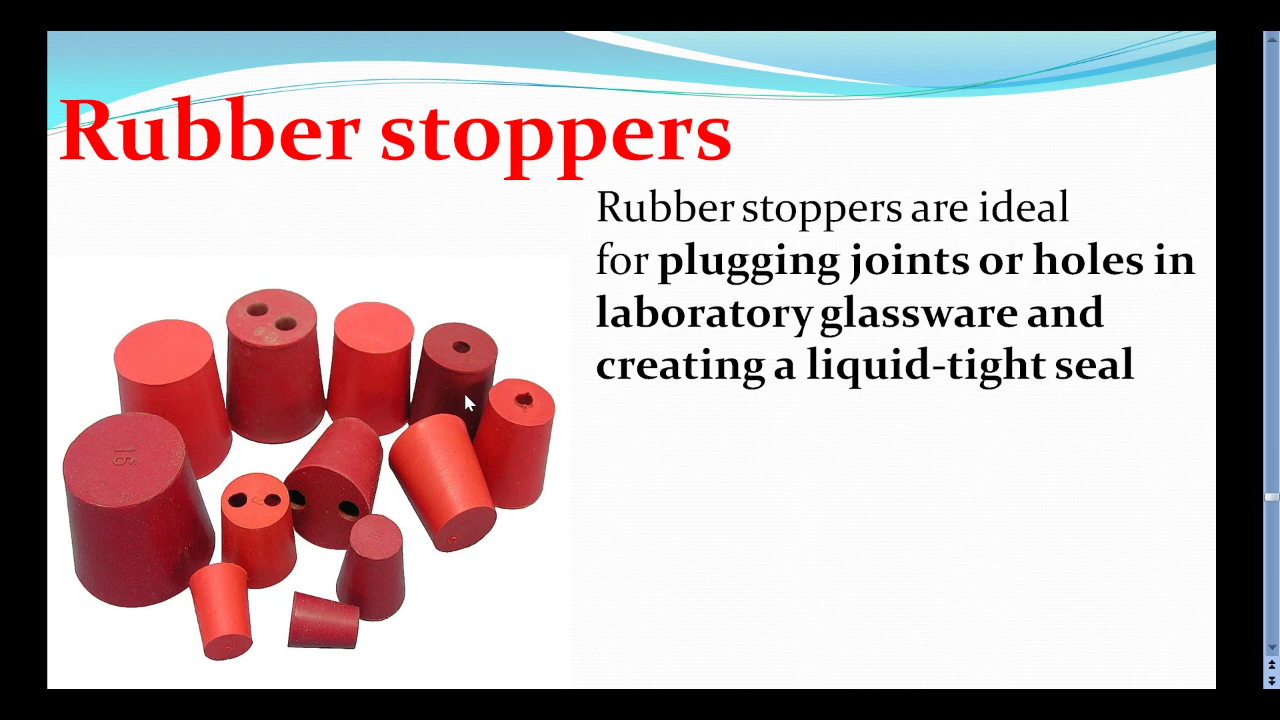 Rubber stoppers
Rubber stoppers are ideal
for plugging joints or holes in
laboratory glassware and
creating a liquid-tight seal